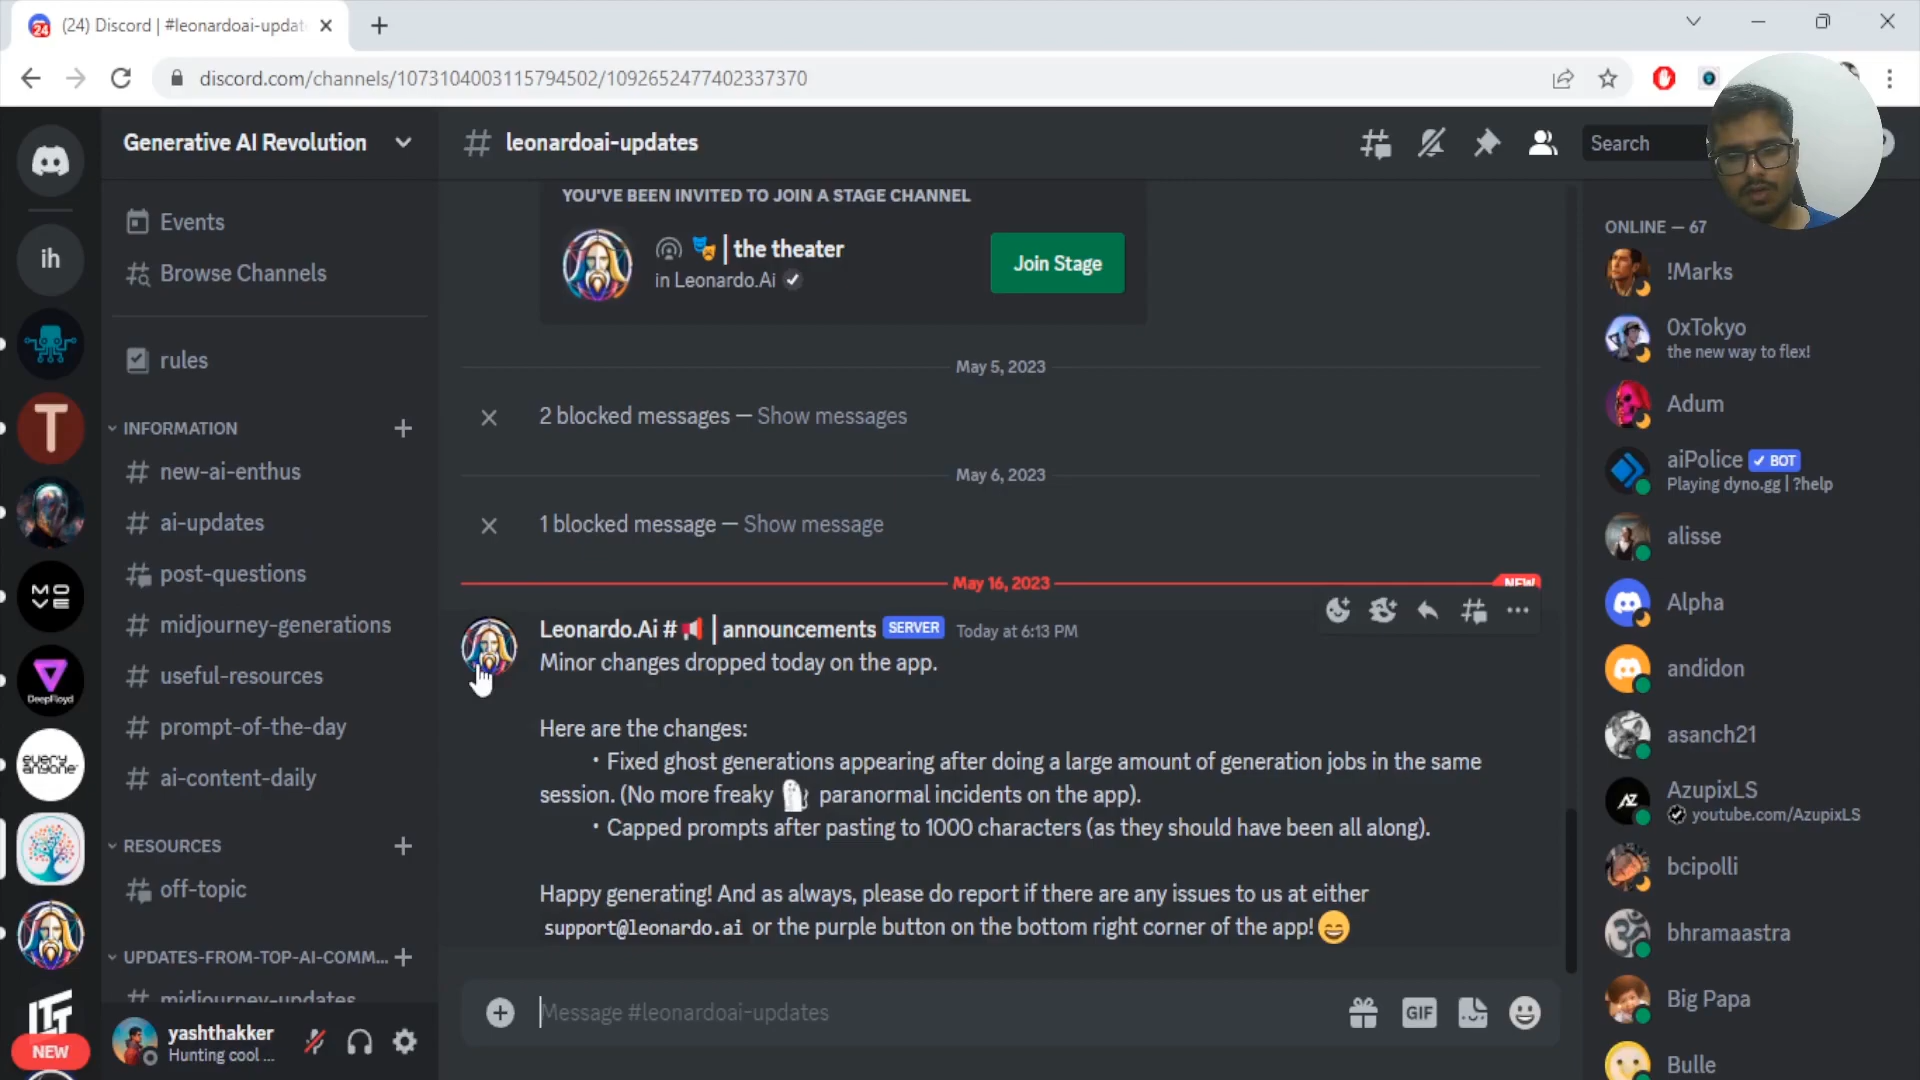 (24) Discord | #leonardoai-updat
discord.com/channels/1073104003115794502/1092652477402337370
Generative AI Revolution
Events
Browse Channels
rules
INFORMATION
new-ai-enthus
ai-updates
post-questions
midjourney-generations
useful-resources
prompt-of-the-day
ai-content-daily
RESOURCES
off-topic
UPDATES-FROM-TOP-AI-COMM...
midjourney-updates
yashthakker
Hunting cool ...
24
ih
T
MOVE
DeepFloyd
every anyone
NEW
# leonardoai-updates
Search
YOU'VE BEEN INVITED TO JOIN A STAGE CHANNEL
🎭 | the theater
in Leonardo.Ai
Join Stage
May 5, 2023
2 blocked messages — Show messages
May 6, 2023
1 blocked message — Show message
May 16, 2023
NEW
Leonardo.Ai # 📢 | announcements SERVER Today at 6:13 PM
Minor changes dropped today on the app.
Here are the changes:
• Fixed ghost generations appearing after doing a large amount of generation jobs in the same
session. (No more freaky 👻 paranormal incidents on the app).
• Capped prompts after pasting to 1000 characters (as they should have been all along).
Happy generating! And as always, please do report if there are any issues to us at either
support@leonardo.ai or the purple button on the bottom right corner of the app! 😄
Message #leonardoai-updates
GIF
ONLINE — 67
!Marks
0xTokyo
the new way to flex!
Adum
aiPolice ✓ BOT
Playing dyno.gg | ?help
alisse
Alpha
andidon
asanch21
AZ
AzupixLS
youtube.com/AzupixLS
bcipolli
bhramaastra
Big Papa
Bulle